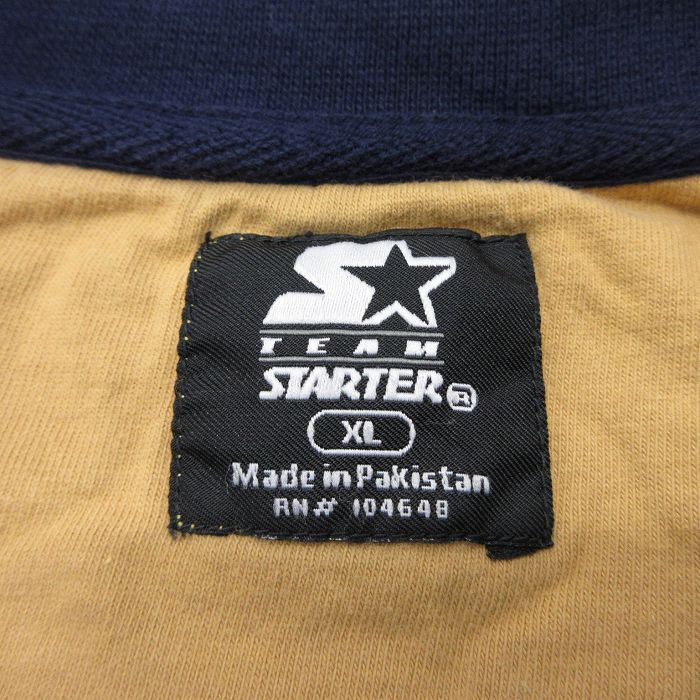 TEAM
STARTER®
XL
Made in Pakistan
RN# 104648